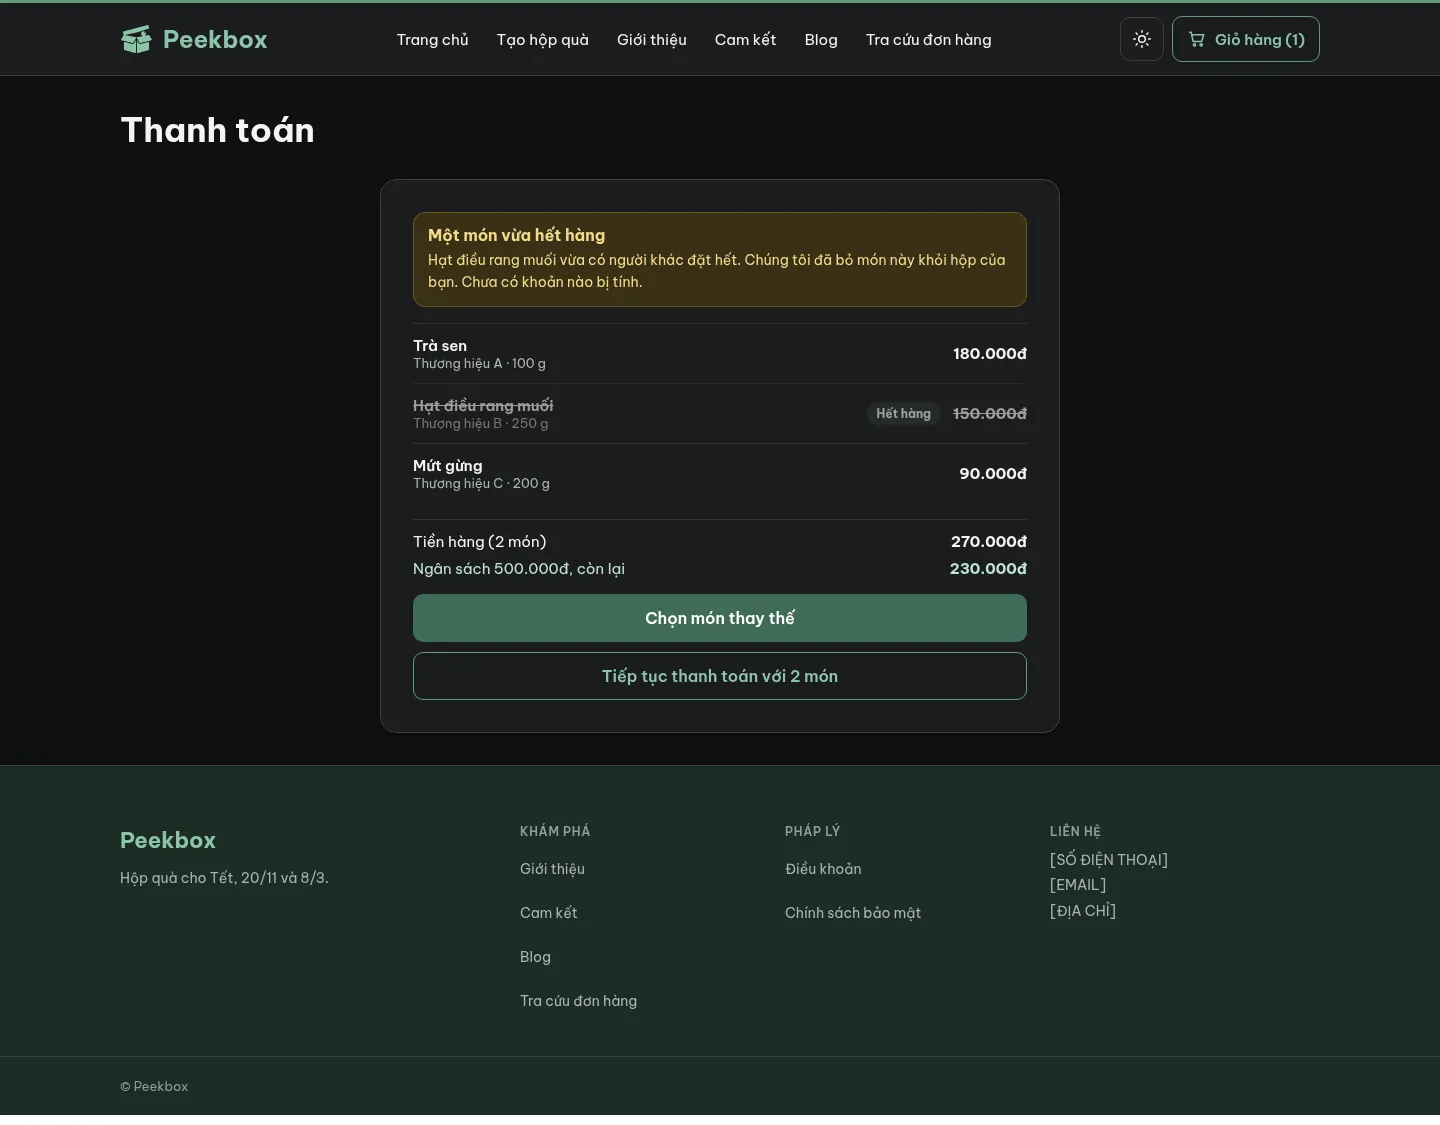 Peekbox
Trang chủ
Tạo hộp quà
Giới thiệu
Cam kết
Blog
Tra cứu đơn hàng
Giỏ hàng (1)
Thanh toán
Một món vừa hết hàng
Hạt điều rang muối vừa có người khác đặt hết. Chúng tôi đã bỏ món này khỏi hộp của
bạn. Chưa có khoản nào bị tính.
Trà sen
Thương hiệu A · 100 g
180.000đ
Hạt điều rang muối
Thương hiệu B · 250 g
Hết hàng
150.000đ
Mứt gừng
Thương hiệu C · 200 g
90.000đ
Tiền hàng (2 món)
270.000đ
Ngân sách 500.000đ, còn lại
230.000đ
Chọn món thay thế
Tiếp tục thanh toán với 2 món
Peekbox
Hộp quà cho Tết, 20/11 và 8/3.
KHÁM PHÁ
Giới thiệu
Cam kết
Blog
Tra cứu đơn hàng
PHÁP LÝ
Điều khoản
Chính sách bảo mật
LIÊN HỆ
[SỐ ĐIỆN THOẠI]
[EMAIL]
[ĐỊA CHỈ]
© Peekbox